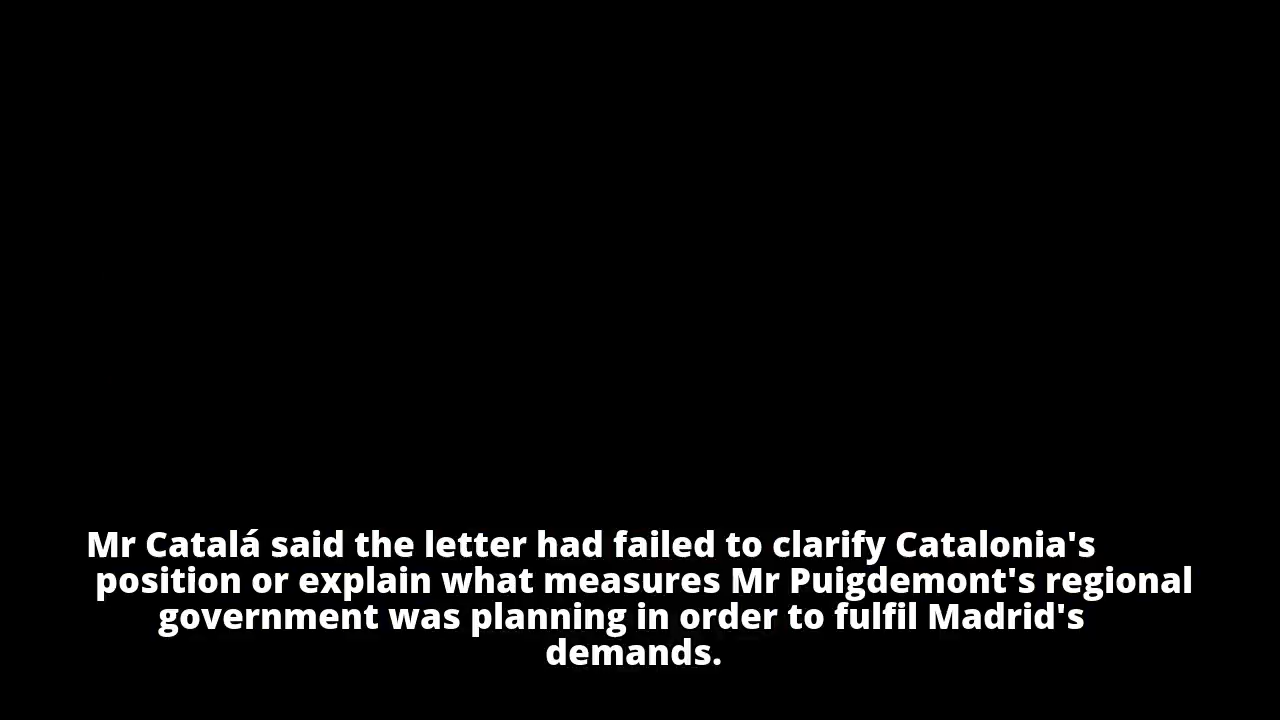 Mr Catalá said the letter had failed to clarify Catalonia's
position or explain what measures Mr Puigdemont's regional
government was planning in order to fulfil Madrid's
demands.